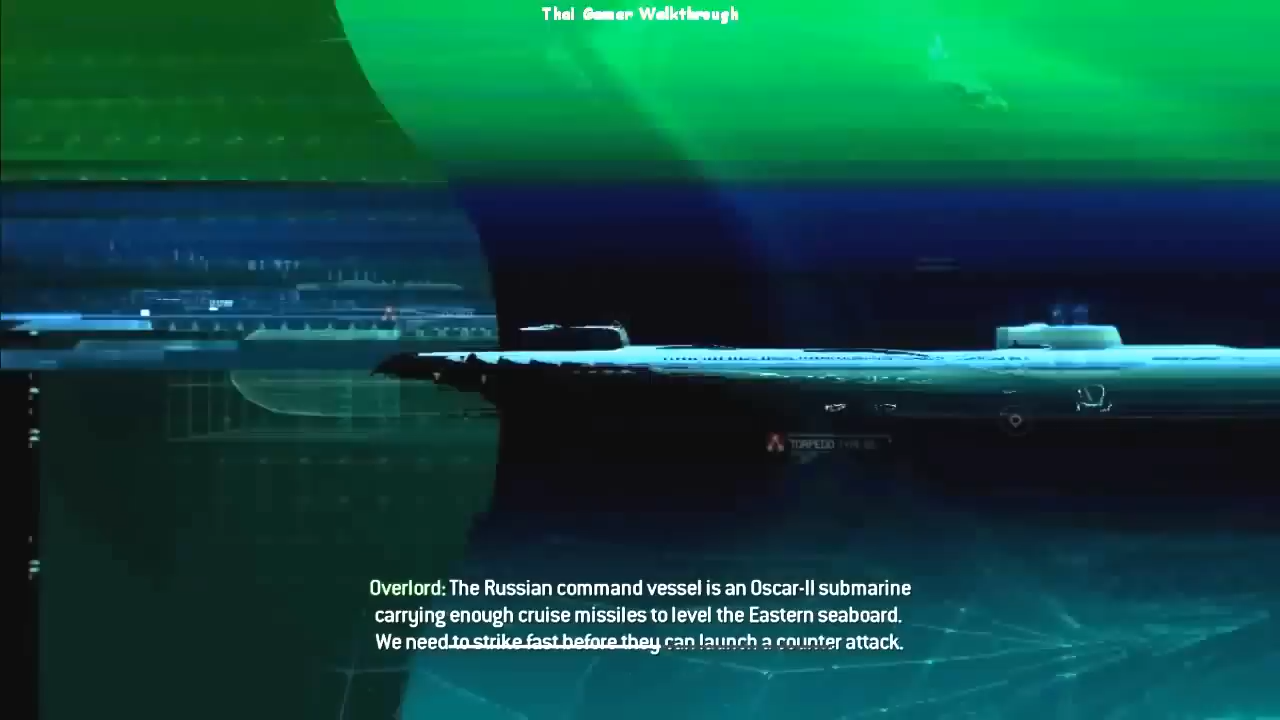 Thai Gamer Walkthrough
TORPEDO
Overlord: The Russian command vessel is an Oscar-II submarine
carrying enough cruise missiles to level the Eastern seaboard.
We need to strike fast before they can launch a counter attack.